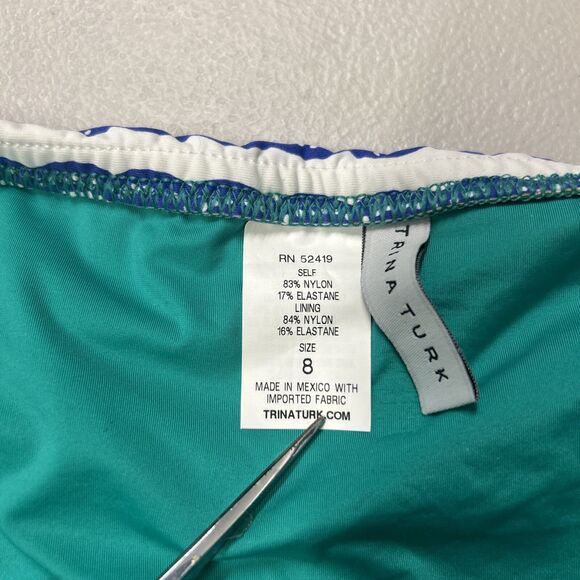 RN 52419
SELF
83% NYLON
17% ELASTANE
LINING
84% NYLON
16% ELASTANE
SIZE
8
MADE IN MEXICO WITH
IMPORTED FABRIC
TRINATURK.COM
TRINA TURK